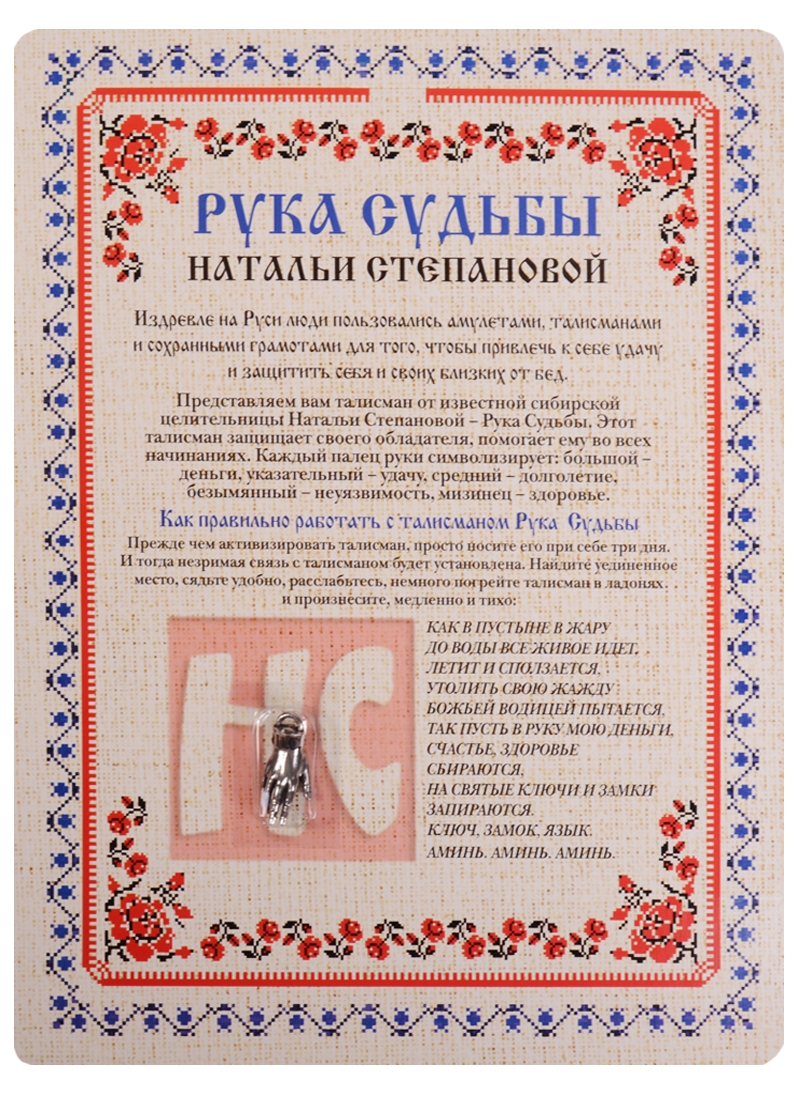 РУКА СУДЬБЫ
НАТАЛЬИ СТЕПАНОВОЙ
Издревле на Руси люди пользовались амулетами, талисманами
и сохранными грамотами для того, чтобы привлечь к себе удачу
и защитить себя и своих близких от бед.
Представляем вам талисман от известной сибирской
целительницы Натальи Степановой – Рука Судьбы. Этот
талисман защищает своего обладателя, помогает ему во всех
начинаниях. Каждый палец руки символизирует: большой –
деньги, указательный – удачу, средний – долголетие,
безымянный – неуязвимость, мизинец – здоровье.
Как правильно работать с талисманом Рука Судьбы
Прежде чем активизировать талисман, просто носите его при себе три дня.
И тогда незримая связь с талисманом будет установлена. Найдите уединенное
место, сядьте удобно, расслабьтесь, немного погрейте талисман в ладонях
и произнесите, медленно и тихо:
НС
КАК В ПУСТЫНЕ В ЖАРУ
ДО ВОДЫ ВСЕ ЖИВОЕ ИДЕТ,
ЛЕТИТ И СПОЛЗАЕТСЯ,
УТОЛИТЬ СВОЮ ЖАЖДУ
БОЖЬЕЙ ВОДИЦЕЙ ПЫТАЕТСЯ,
ТАК ПУСТЬ В РУКУ МОЮ ДЕНЬГИ,
СЧАСТЬЕ, ЗДОРОВЬЕ
СБИРАЮТСЯ,
НА СВЯТЫЕ КЛЮЧИ И ЗАМКИ
ЗАПИРАЮТСЯ.
КЛЮЧ, ЗАМОК, ЯЗЫК.
АМИНЬ. АМИНЬ. АМИНЬ.